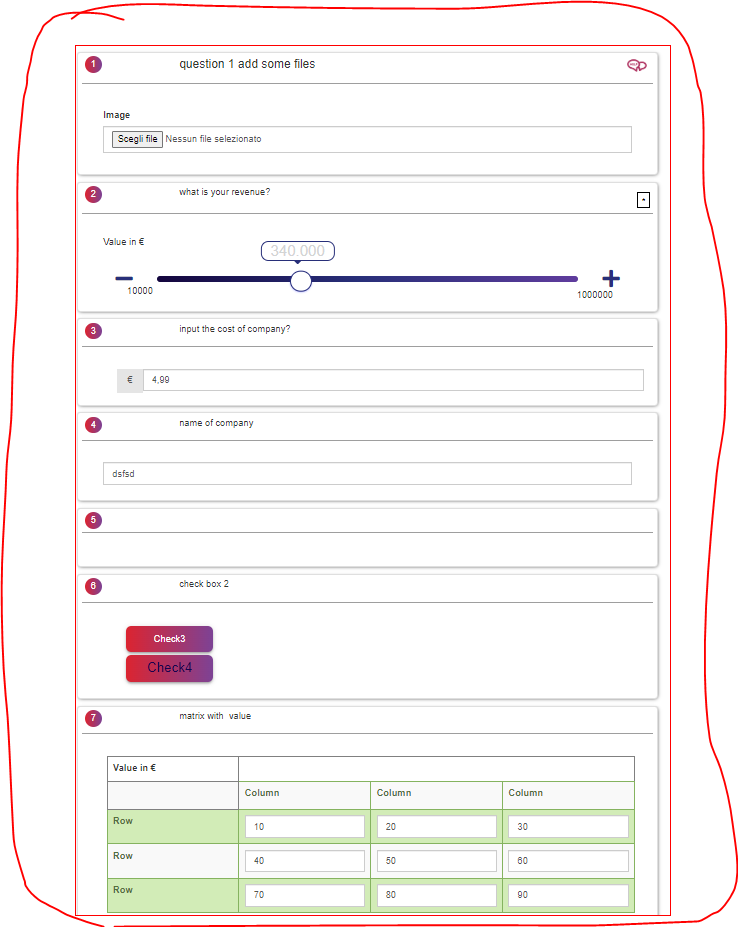 1 question 1 add some files
Image
Scegli file Nessun file selezionato
2 what is your revenue?
Value in €
340.000
10000
1000000
3 input the cost of company?
€ 4,99
4 name of company
dsfsd
5
6 check box 2
Check3
Check4
7 matrix with value
Value in €
Column Column Column
Row 10 20 30
Row 40 50 60
Row 70 80 90